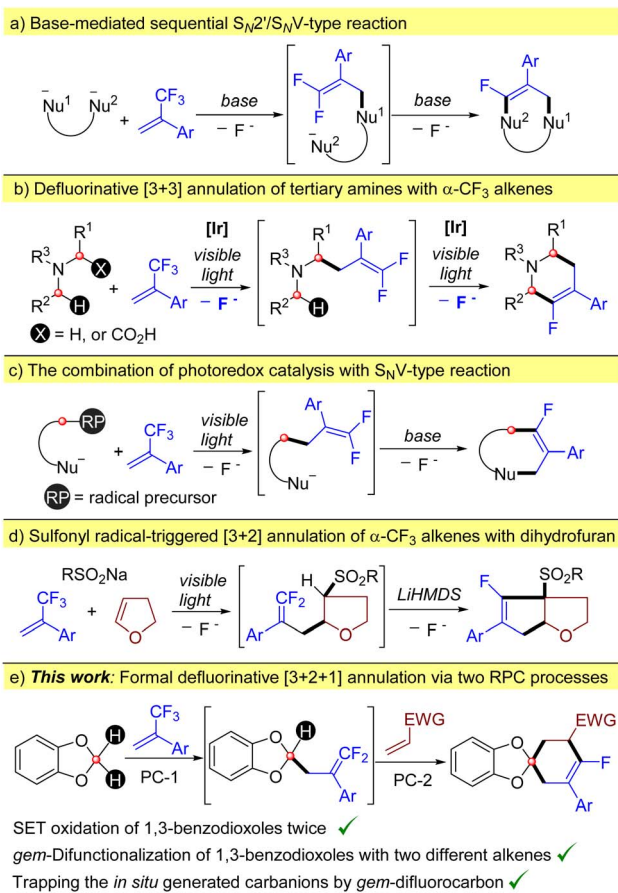 a) Base-mediated sequential SN2'/SNV-type reaction
Nu1 Nu2 + CF3 Ar base − F - F F Ar Nu1 Nu2 base − F - F Ar Nu2 Nu1
b) Defluorinative [3+3] annulation of tertiary amines with α-CF3 alkenes
R1 R3 N X R2 H + CF3 Ar [Ir] visible light − F - R1 R3 N R2 H Ar F F [Ir] visible light − F - R1 R3 N R2 F Ar
X = H, or CO2H
c) The combination of photoredox catalysis with SNV-type reaction
RP Nu− + CF3 Ar visible light − F - Ar F F Nu− base − F - F Ar Nu
RP = radical precursor
d) Sulfonyl radical-triggered [3+2] annulation of α-CF3 alkenes with dihydrofuran
CF3 Ar + RSO2Na O visible light − F - CF2 Ar H SO2R O LiHMDS − F - F Ar SO2R O
e) This work: Formal defluorinative [3+2+1] annulation via two RPC processes
O O H H CF3 Ar PC-1 O O H CF2 Ar EWG PC-2 O O EWG F Ar
SET oxidation of 1,3-benzodioxoles twice ✓
gem-Difunctionalization of 1,3-benzodioxoles with two different alkenes ✓
Trapping the in situ generated carbanions by gem-difluorocarbon ✓